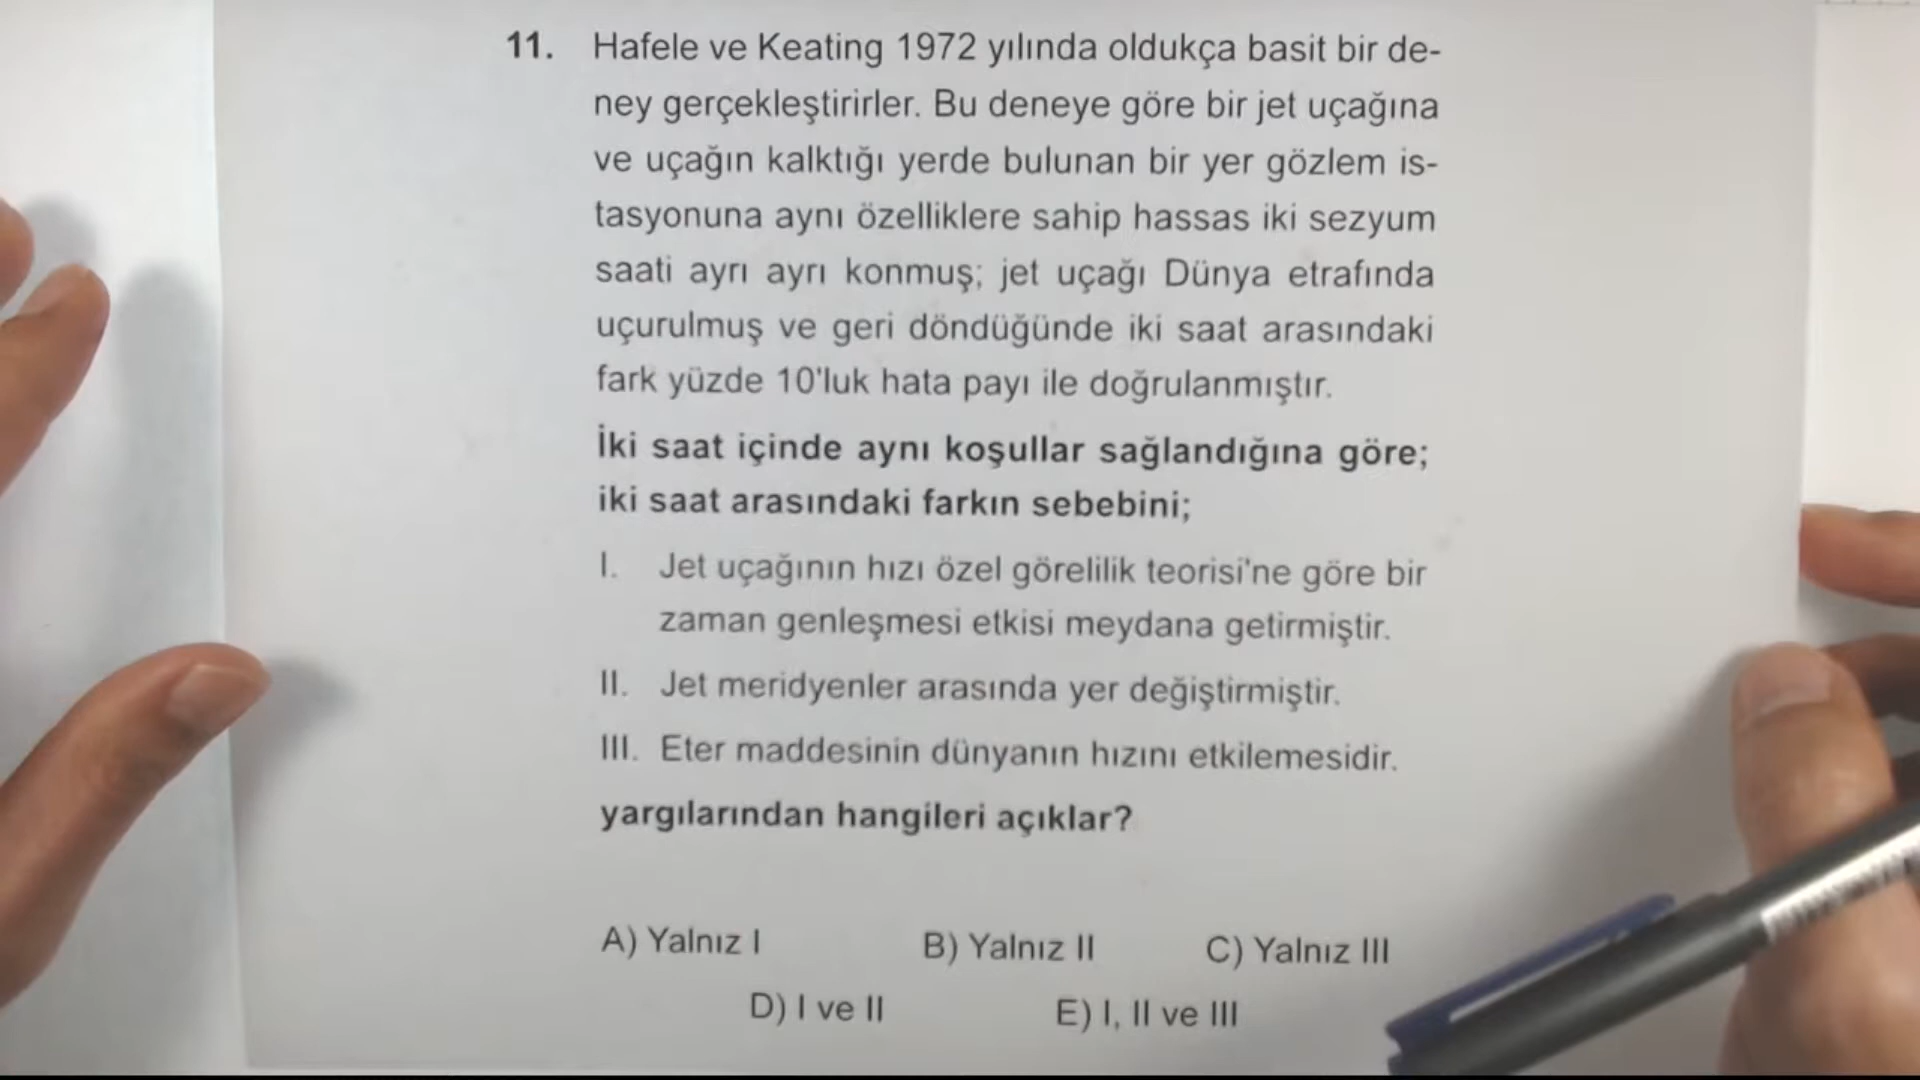 11. Hafele ve Keating 1972 yılında oldukça basit bir de-
ney gerçekleştirirler. Bu deneye göre bir jet uçağına
ve uçağın kalktığı yerde bulunan bir yer gözlem is-
tasyonuna aynı özelliklere sahip hassas iki sezyum
saati ayrı ayrı konmuş; jet uçağı Dünya etrafında
uçurulmuş ve geri döndüğünde iki saat arasındaki
fark yüzde 10'luk hata payı ile doğrulanmıştır.
İki saat içinde aynı koşullar sağlandığına göre;
iki saat arasındaki farkın sebebini;
I. Jet uçağının hızı özel görelilik teorisi'ne göre bir
zaman genleşmesi etkisi meydana getirmiştir.
II. Jet meridyenler arasında yer değiştirmiştir.
III. Eter maddesinin dünyanın hızını etkilemesidir.
yargılarından hangileri açıklar?
A) Yalnız I B) Yalnız II C) Yalnız III
D) I ve II E) I, II ve III